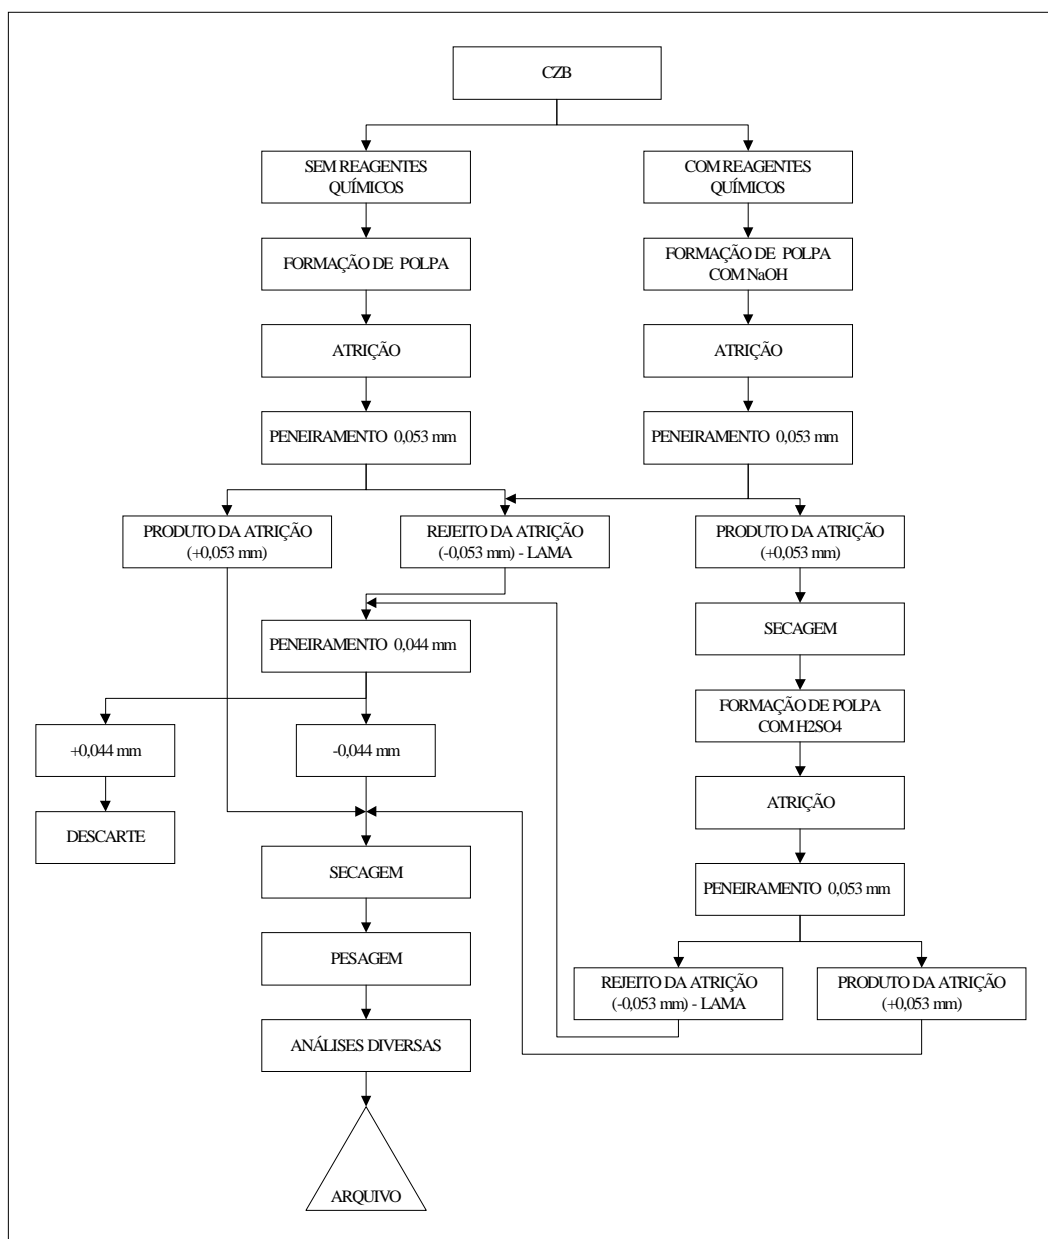 CZB
SEM REAGENTES
QUÍMICOS
COM REAGENTES
QUÍMICOS
FORMAÇÃO DE POLPA
FORMAÇÃO DE POLPA
COM NaOH
ATRIÇÃO
ATRIÇÃO
PENEIRAMENTO 0,053 mm
PENEIRAMENTO 0,053 mm
PRODUTO DA ATRIÇÃO
(+0,053 mm)
REJEITO DA ATRIÇÃO
(-0,053 mm) - LAMA
PRODUTO DA ATRIÇÃO
(+0,053 mm)
PENEIRAMENTO 0,044 mm
SECAGEM
FORMAÇÃO DE POLPA
COM H2SO4
+0,044 mm
-0,044 mm
ATRIÇÃO
DESCARTE
SECAGEM
PENEIRAMENTO 0,053 mm
PESAGEM
REJEITO DA ATRIÇÃO
(-0,053 mm) - LAMA
PRODUTO DA ATRIÇÃO
(+0,053 mm)
ANÁLISES DIVERSAS
ARQUIVO